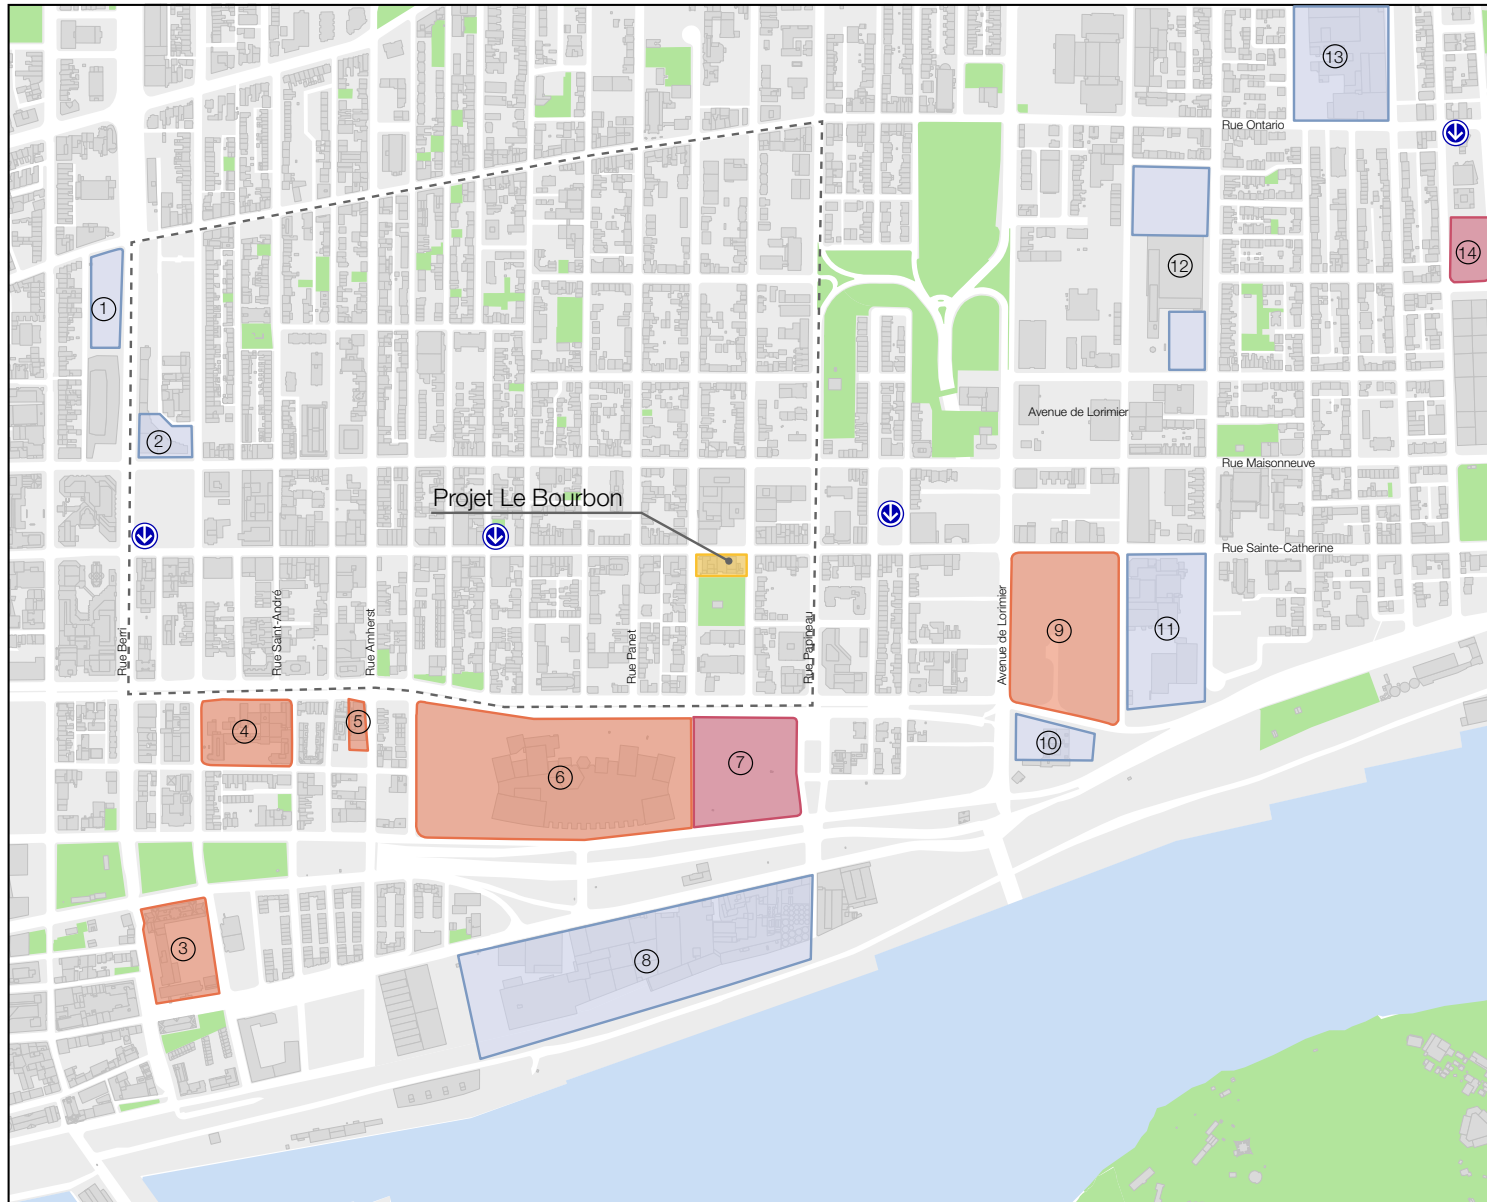 13
Rue Ontario
14
12
1
Avenue de Lorimier
2
Rue Maisonneuve
Projet Le Bourbon
Rue Sainte-Catherine
Rue Berri
Rue Saint-André
Rue Amherst
Rue Panet
Rue Papineau
Avenue de Lorimier
9
11
4
5
10
6
7
3
8